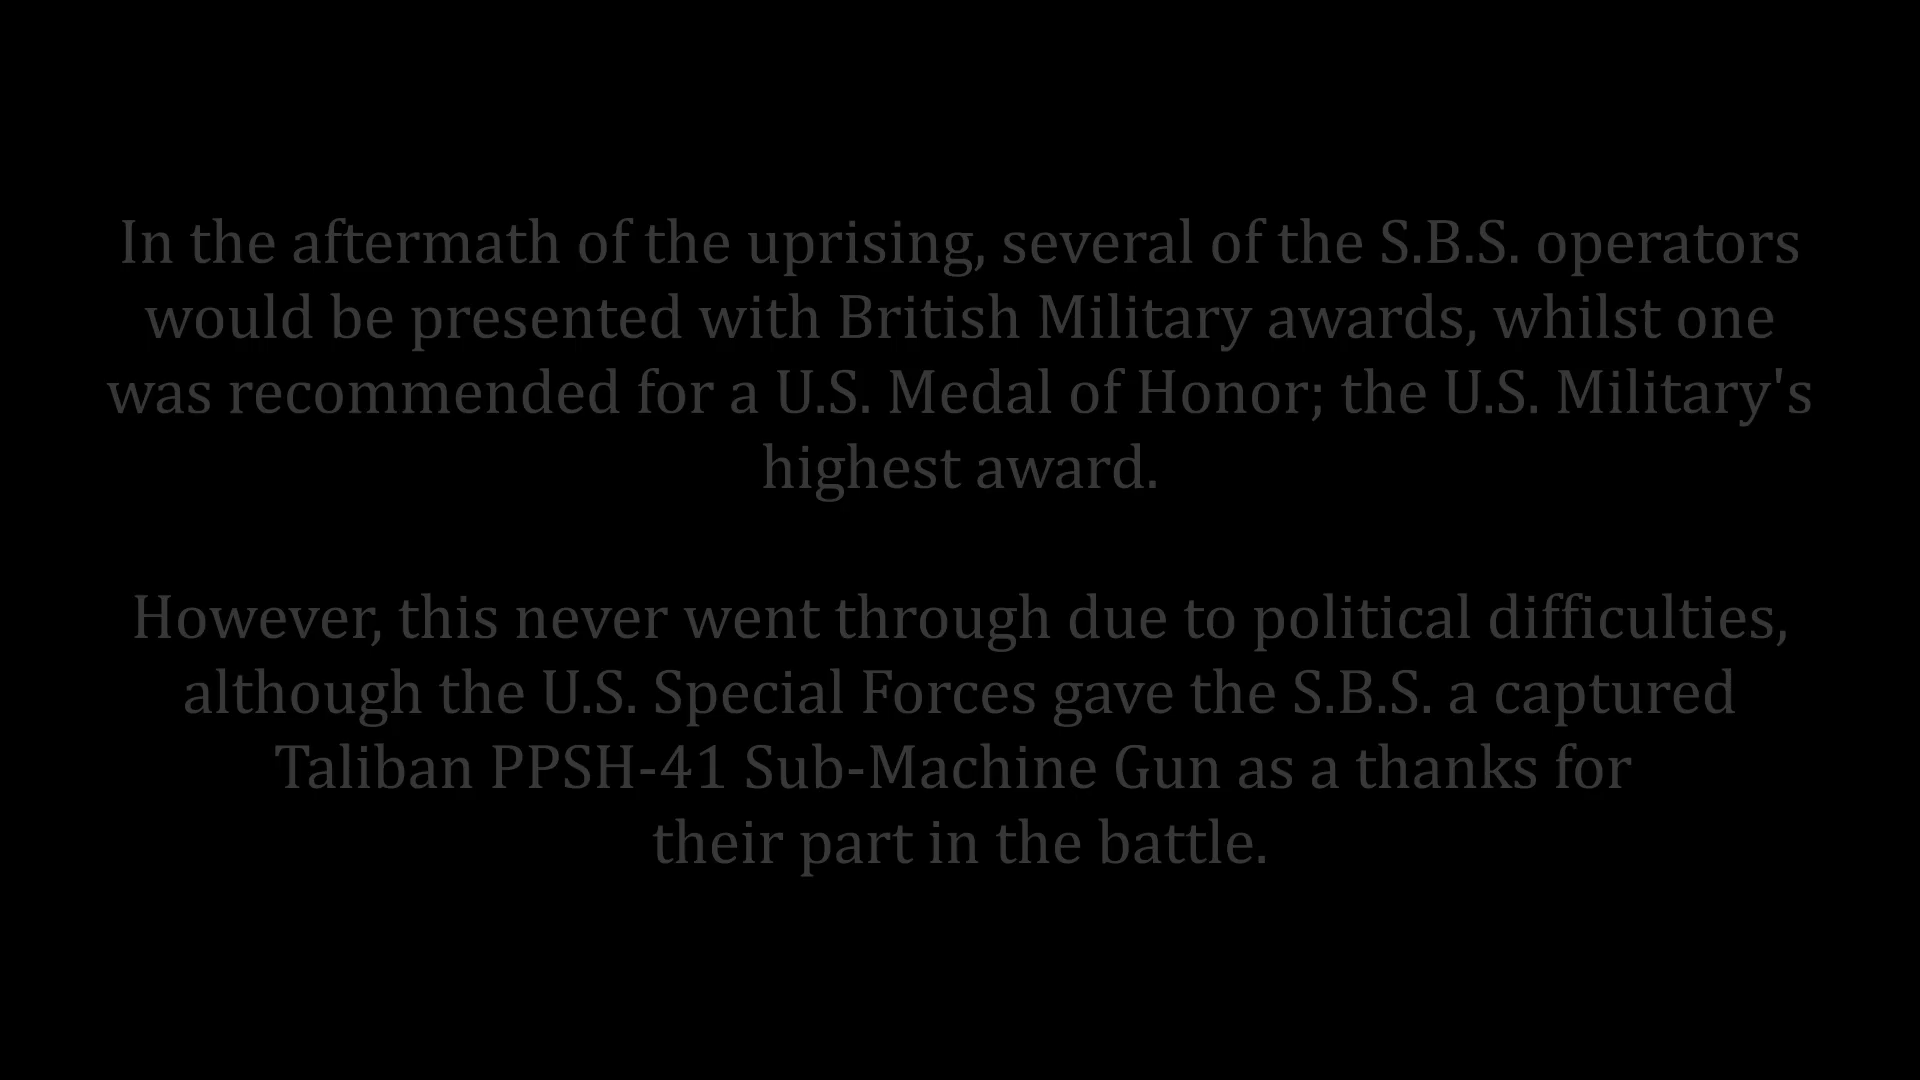 In the aftermath of the uprising, several of the S.B.S. operators
would be presented with British Military awards, whilst one
was recommended for a U.S. Medal of Honor; the U.S. Military's
highest award.
However, this never went through due to political difficulties,
although the U.S. Special Forces gave the S.B.S. a captured
Taliban PPSH-41 Sub-Machine Gun as a thanks for
their part in the battle.